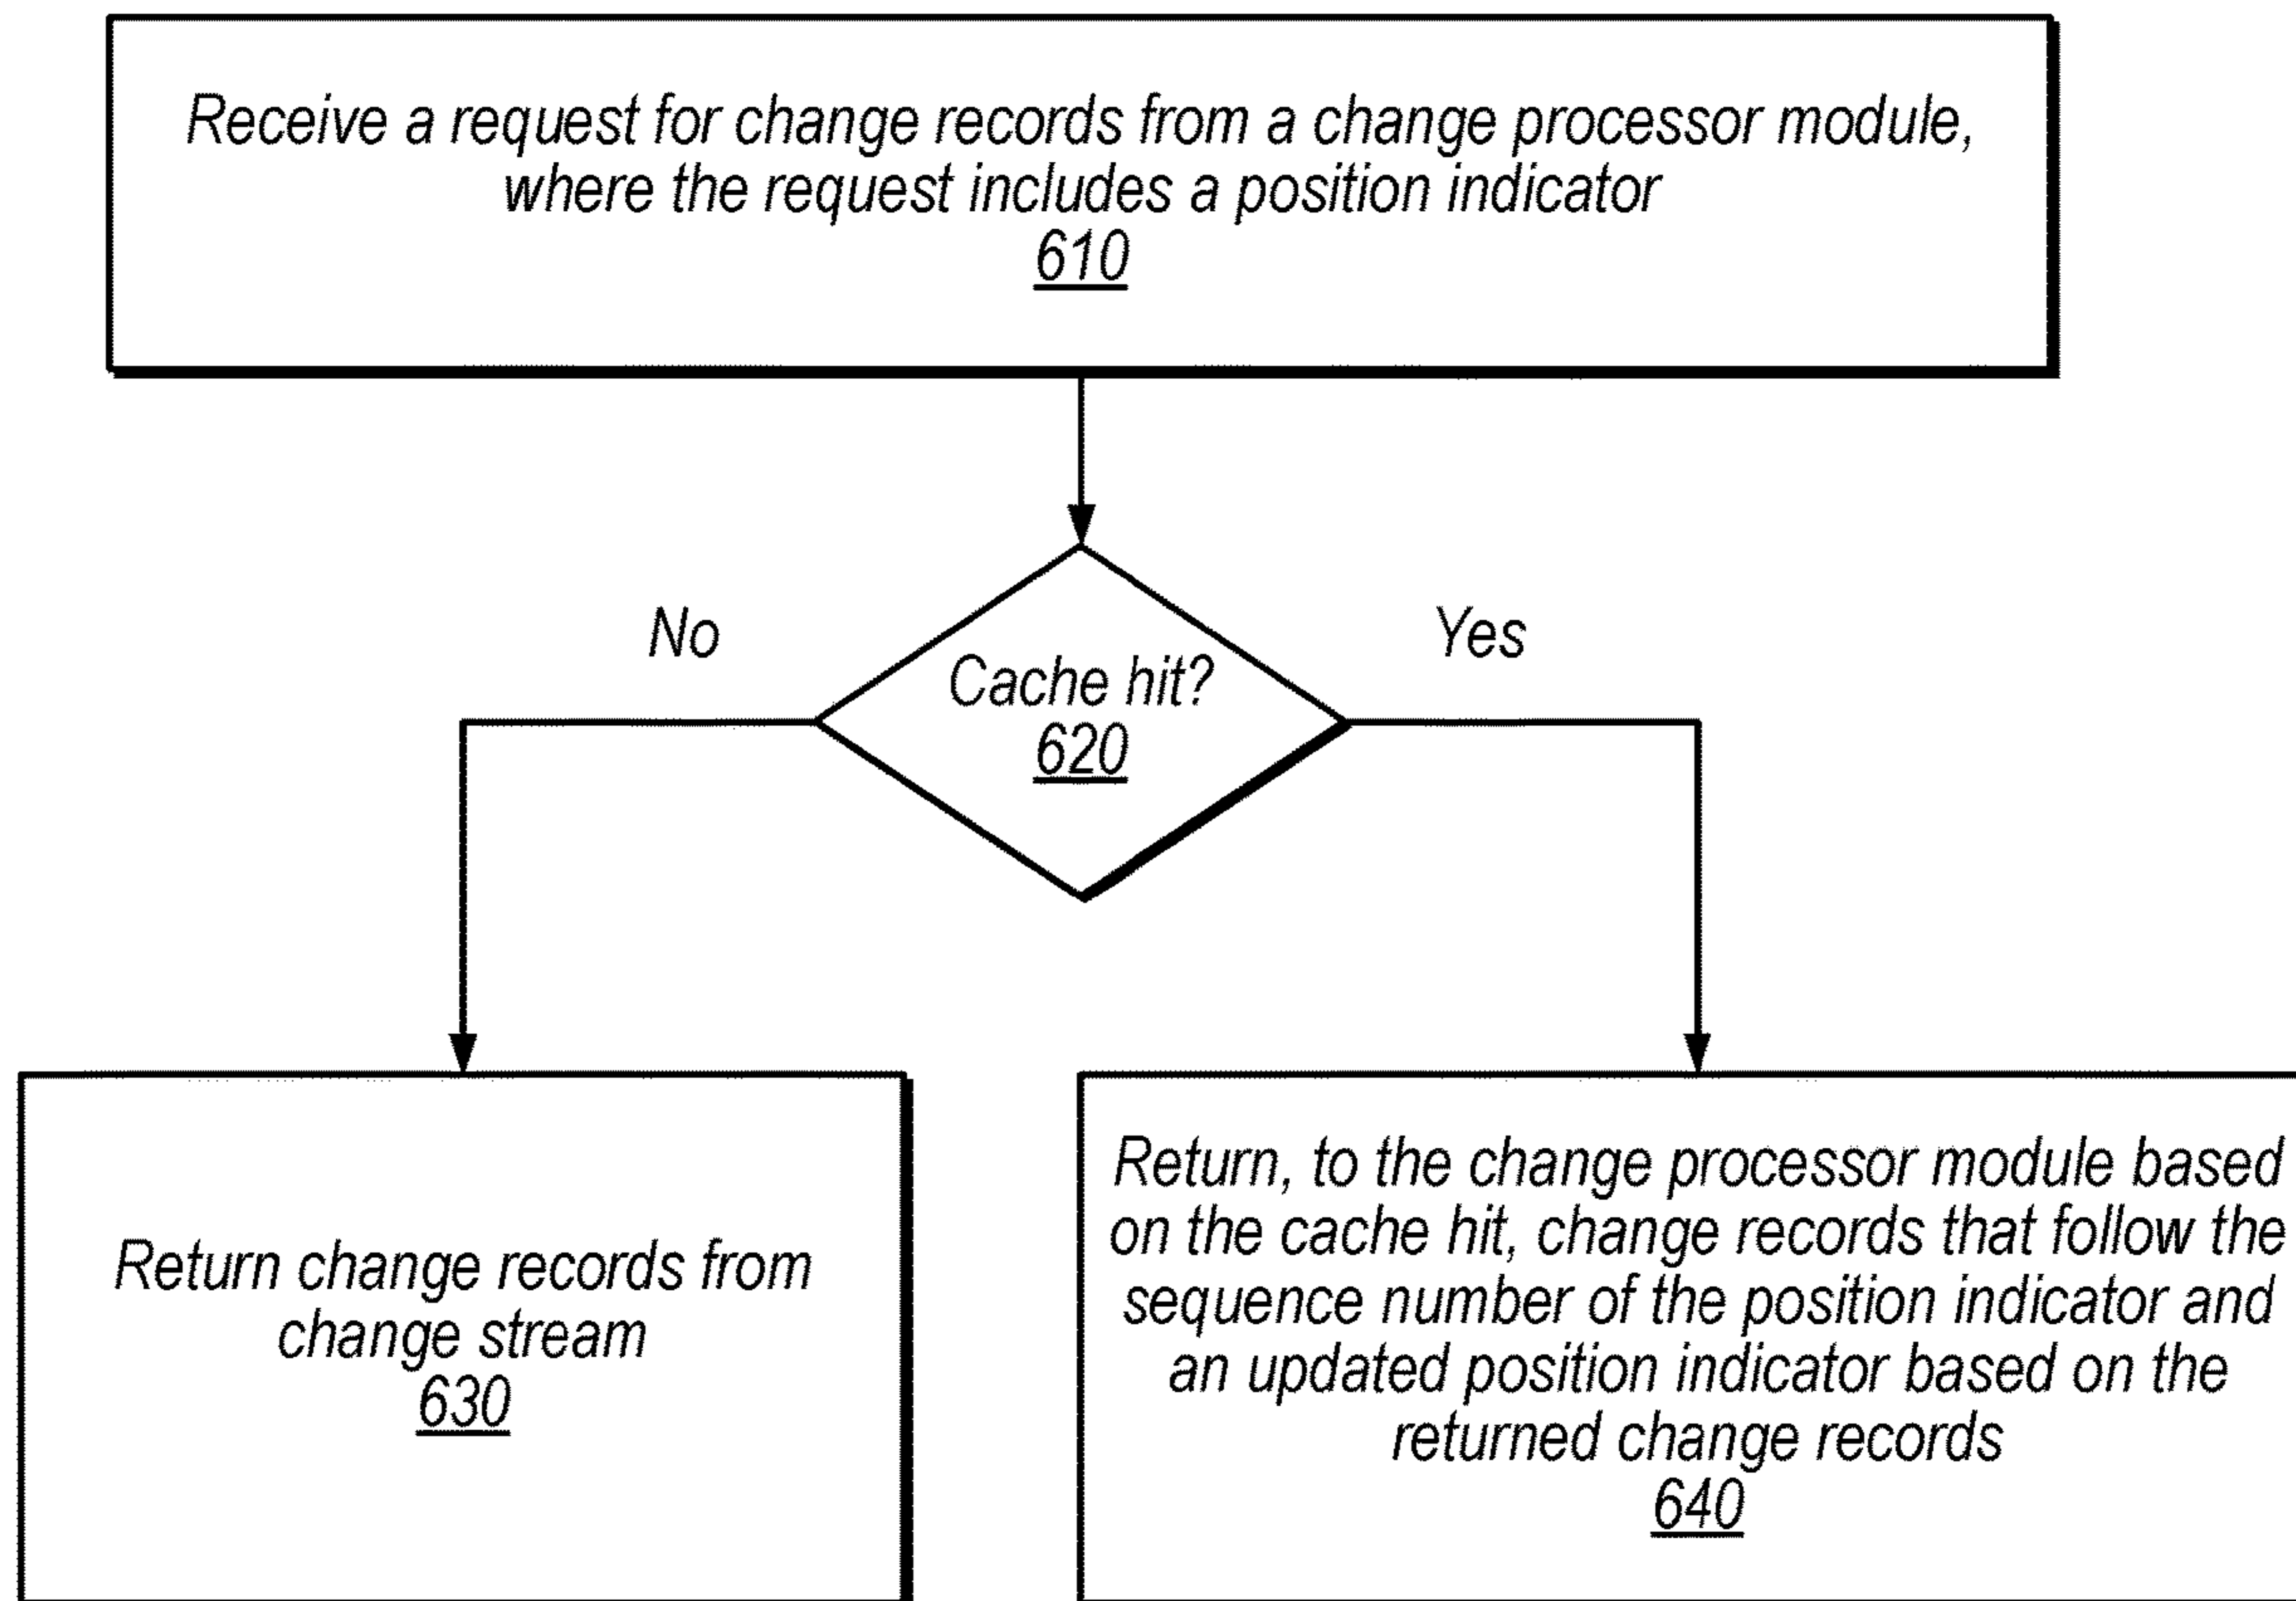 Receive a request for change records from a change processor module,
where the request includes a position indicator
610
No
Yes
Cache hit?
620
Return change records from
change stream
630
Return, to the change processor module based
on the cache hit, change records that follow the
sequence number of the position indicator and
an updated position indicator based on the
returned change records
640